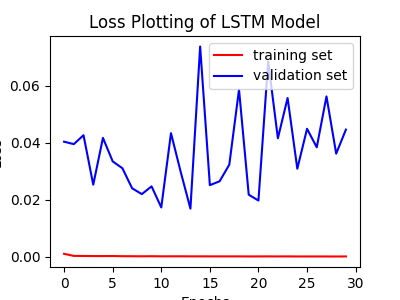 Loss Plotting of LSTM Model
training set
validation set
0.06
0.04
0.02
0.00
0 5 10 15 20 25 30